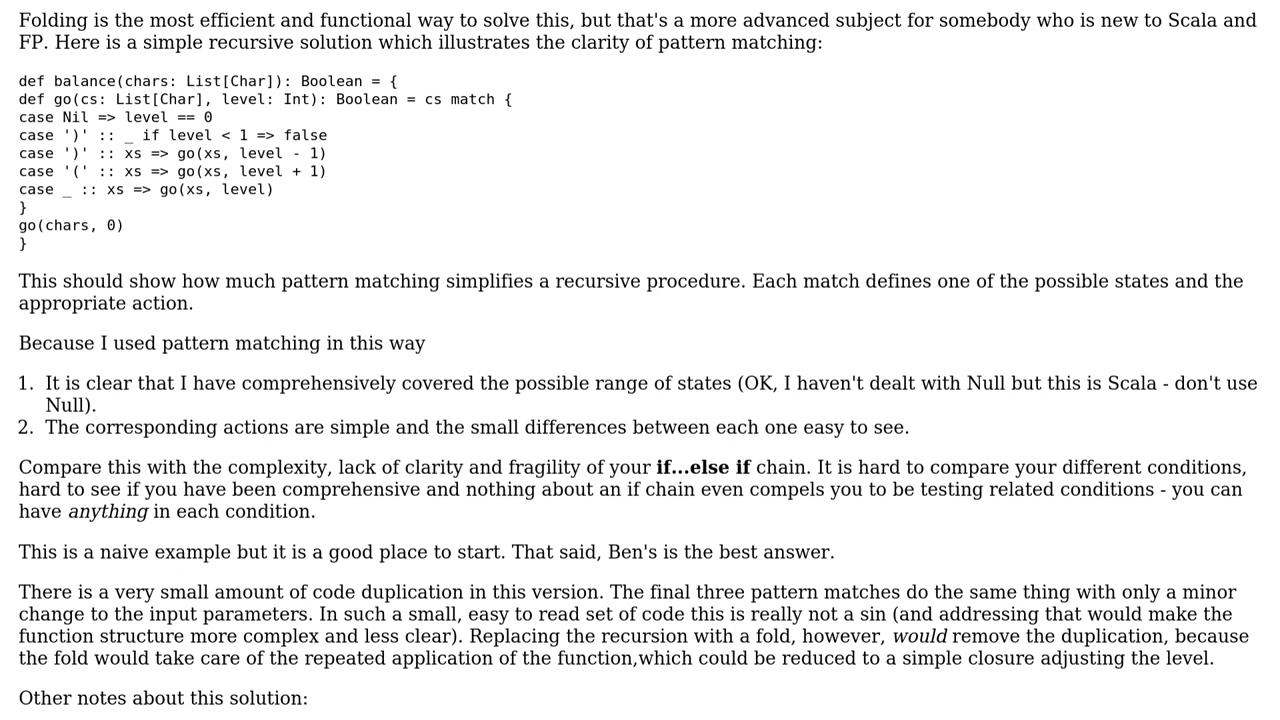 Folding is the most efficient and functional way to solve this, but that's a more advanced subject for somebody who is new to Scala and
FP. Here is a simple recursive solution which illustrates the clarity of pattern matching:
def balance(chars: List[Char]): Boolean = {
def go(cs: List[Char], level: Int): Boolean = cs match {
case Nil => level == 0
case ')' :: _ if level < 1 => false
case ')' :: xs => go(xs, level - 1)
case '(' :: xs => go(xs, level + 1)
case _ :: xs => go(xs, level)
}
go(chars, 0)
}
This should show how much pattern matching simplifies a recursive procedure. Each match defines one of the possible states and the
appropriate action.
Because I used pattern matching in this way
1. It is clear that I have comprehensively covered the possible range of states (OK, I haven't dealt with Null but this is Scala - don't use
Null).
2. The corresponding actions are simple and the small differences between each one easy to see.
Compare this with the complexity, lack of clarity and fragility of your if...else if chain. It is hard to compare your different conditions,
hard to see if you have been comprehensive and nothing about an if chain even compels you to be testing related conditions - you can
have anything in each condition.
This is a naive example but it is a good place to start. That said, Ben's is the best answer.
There is a very small amount of code duplication in this version. The final three pattern matches do the same thing with only a minor
change to the input parameters. In such a small, easy to read set of code this is really not a sin (and addressing that would make the
function structure more complex and less clear). Replacing the recursion with a fold, however, would remove the duplication, because
the fold would take care of the repeated application of the function,which could be reduced to a simple closure adjusting the level.
Other notes about this solution: